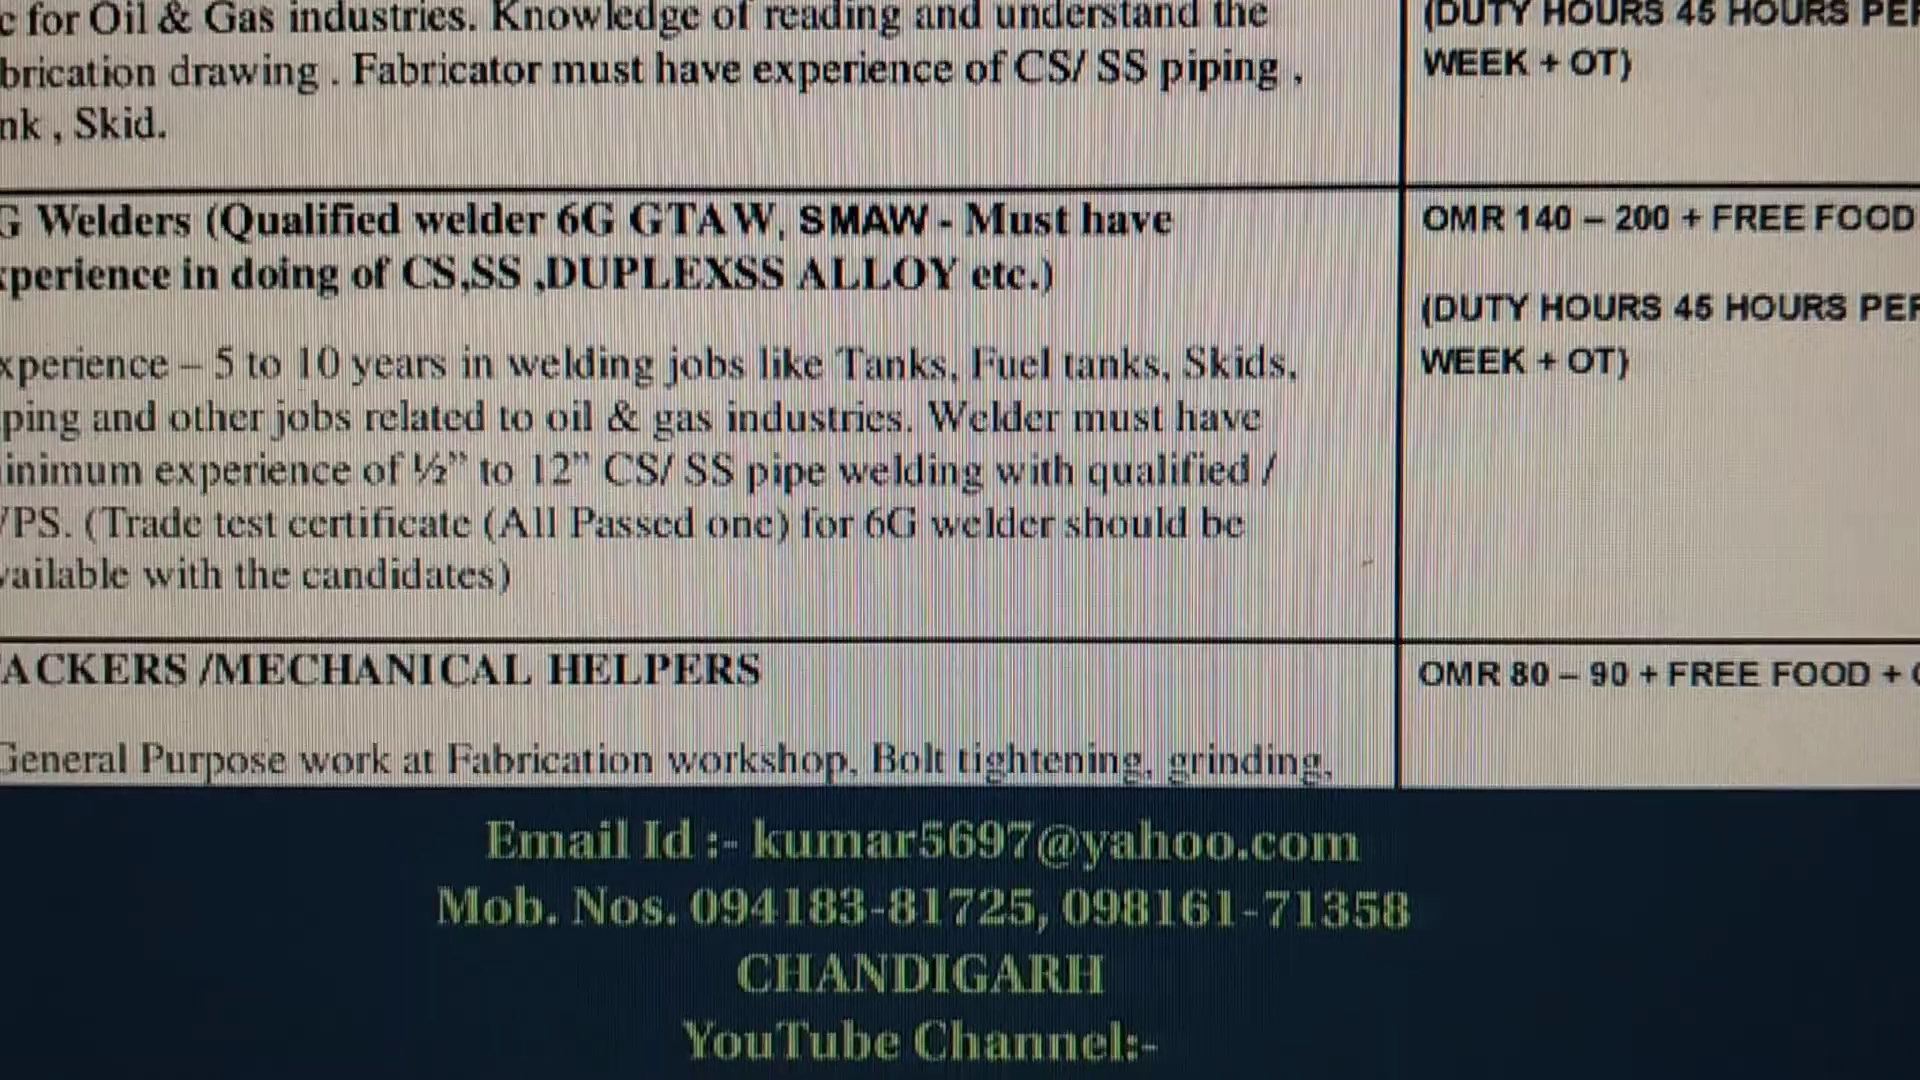 c for Oil & Gas industries. Knowledge of reading and understand the
brication drawing . Fabricator must have experience of CS/ SS piping ,
nk , Skid.
(DUTY HOURS 45 HOURS PER
WEEK + OT)
G Welders (Qualified welder 6G GTAW, SMAW - Must have
xperience in doing of CS,SS ,DUPLEXSS ALLOY etc.)
xperience – 5 to 10 years in welding jobs like Tanks, Fuel tanks, Skids,
ping and other jobs related to oil & gas industries. Welder must have
inimum experience of ½” to 12” CS/ SS pipe welding with qualified /
/PS. (Trade test certificate (All Passed one) for 6G welder should be
vailable with the candidates)
OMR 140 – 200 + FREE FOOD
(DUTY HOURS 45 HOURS PER
WEEK + OT)
ACKERS /MECHANICAL HELPERS
General Purpose work at Fabrication workshop, Bolt tightening, grinding,
OMR 80 – 90 + FREE FOOD +
Email Id :- kumar5697@yahoo.com
Mob. Nos. 094183-81725, 098161-71358
CHANDIGARH
YouTube Channel:-